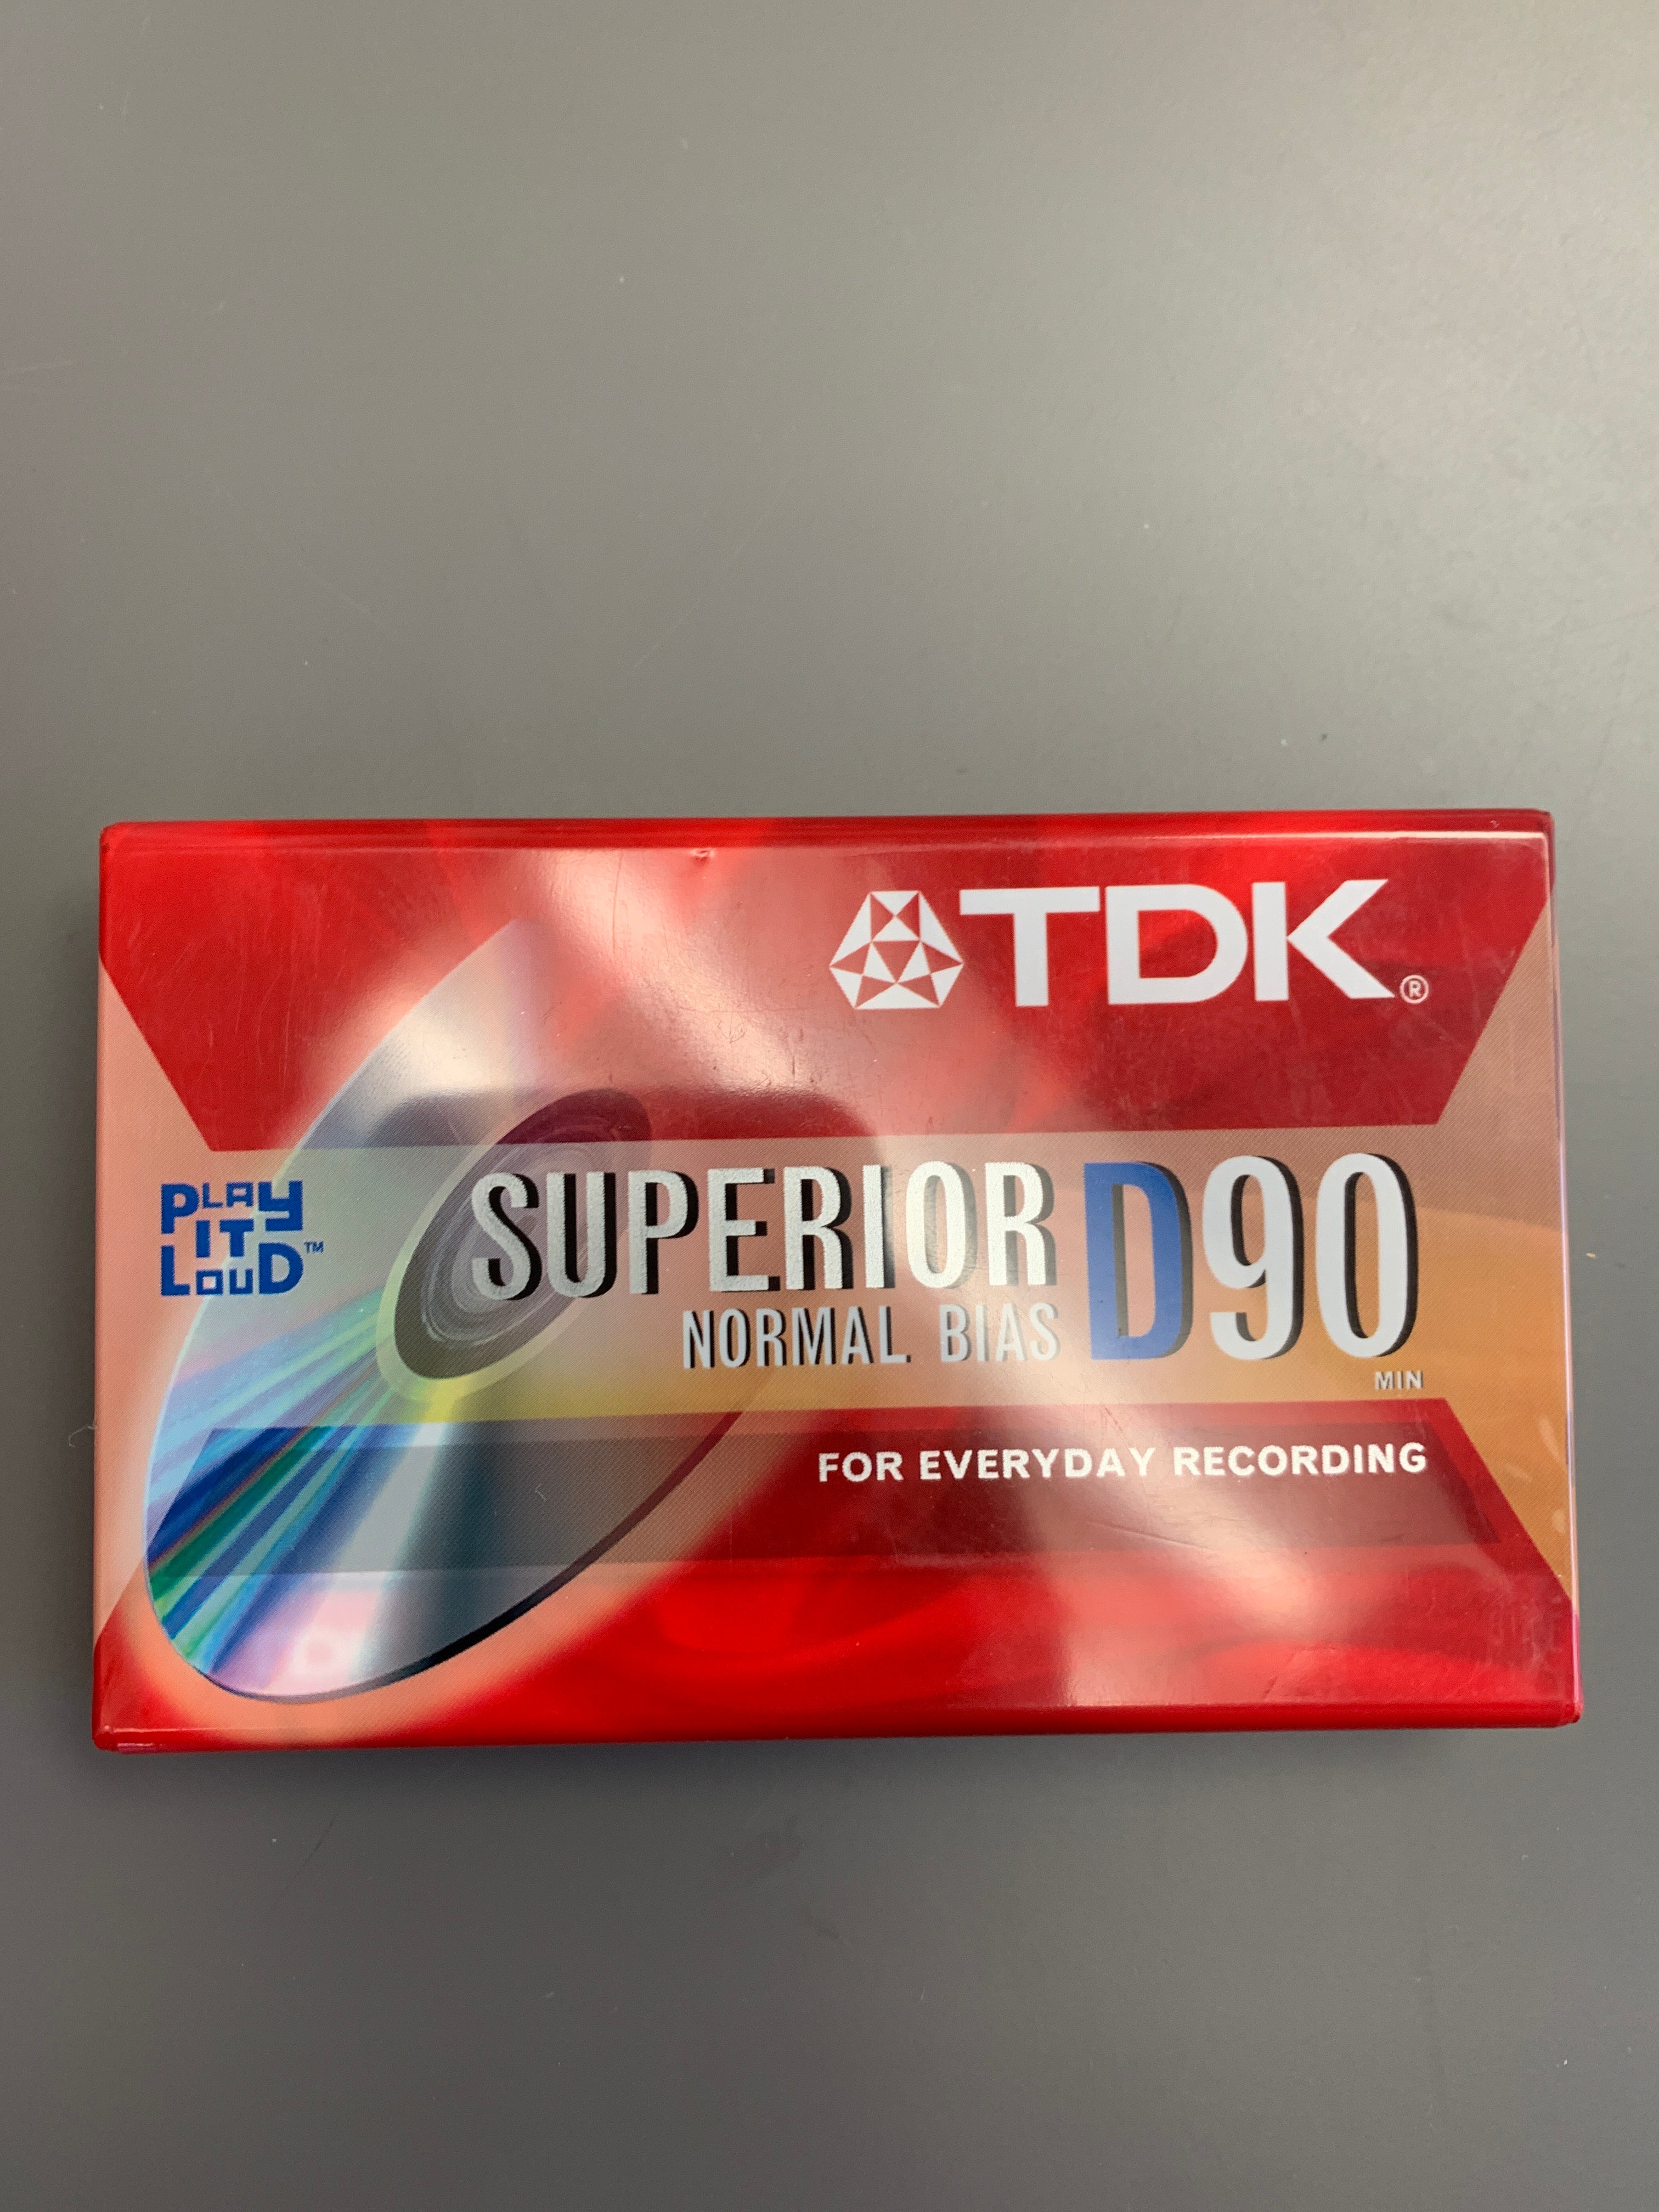 TDK®
PLAY
IT
LOUD™
SUPERIOR D90
NORMAL BIAS
MIN
FOR EVERYDAY RECORDING